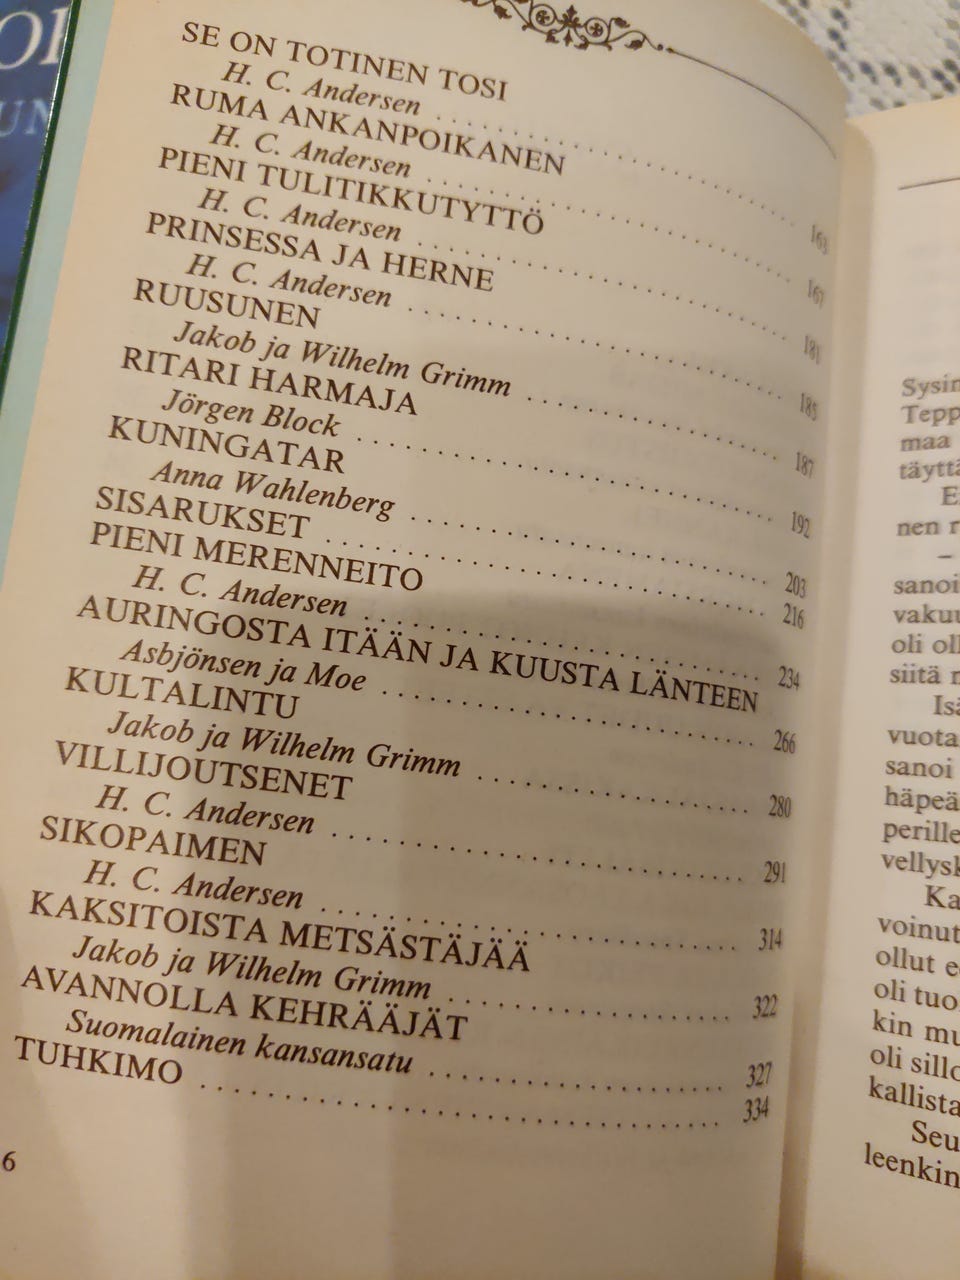 SE ON TOTINEN TOSI
H. C. Andersen . . . . . . . . . . 163
RUMA ANKANPOIKANEN
H. C. Andersen . . . . . . . . . . 167
PIENI TULITIKKUTYTTÖ
H. C. Andersen . . . . . . . . . . 181
PRINSESSA JA HERNE
H. C. Andersen . . . . . . . . . . 185
RUUSUNEN
Jakob ja Wilhelm Grimm . . . . . . . . . . 187
RITARI HARMAJA
Jörgen Block . . . . . . . . . . 192
KUNINGATAR
Anna Wahlenberg . . . . . . . . . . 203
SISARUKSET . . . . . . . . . . 216
PIENI MERENNEITO
H. C. Andersen . . . . . . . . . . 234
AURINGOSTA ITÄÄN JA KUUSTA LÄNTEEN
Asbjönsen ja Moe . . . . . . . . . . 266
KULTALINTU
Jakob ja Wilhelm Grimm . . . . . . . . . . 280
VILLIJOUTSENET
H. C. Andersen . . . . . . . . . . 291
SIKOPAIMEN
H. C. Andersen . . . . . . . . . . 314
KAKSITOISTA METSÄSTÄJÄÄ
Jakob ja Wilhelm Grimm . . . . . . . . . . 322
AVANNOLLA KEHRÄÄJÄT
Suomalainen kansansatu . . . . . . . . . . 327
TUHKIMO . . . . . . . . . . 334
6
Sysin
Tepp
maa
täyttä
E
nen r
–
sanoi
vakuu
oli oll
siitä n
Isä
vuota
sanoi
häpeä
perille
vellysk
Ka
voinut
ollut e
oli tuo
kin mu
oli sillo
kallista
Seu
leenkin